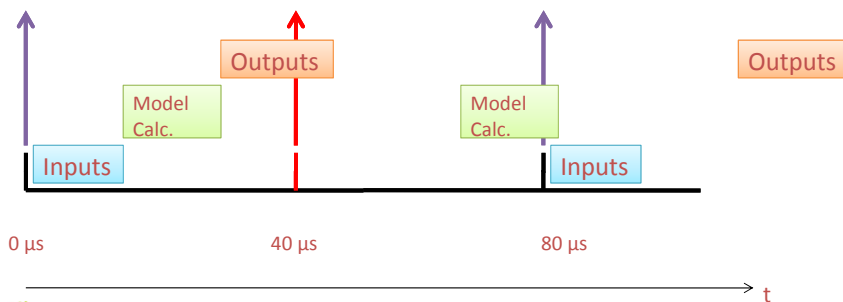 Outputs
Outputs
Model
Calc.
Model
Calc.
Inputs
Inputs
0 µs
40 µs
80 µs
t